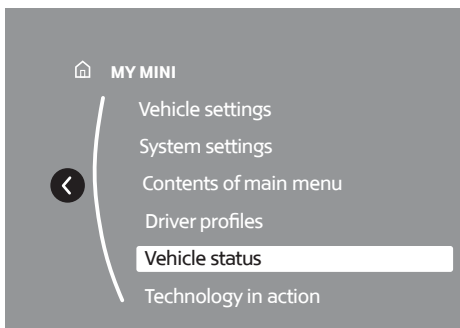 MY MINI
Vehicle settings
System settings
Contents of main menu
Driver profiles
Vehicle status
Technology in action